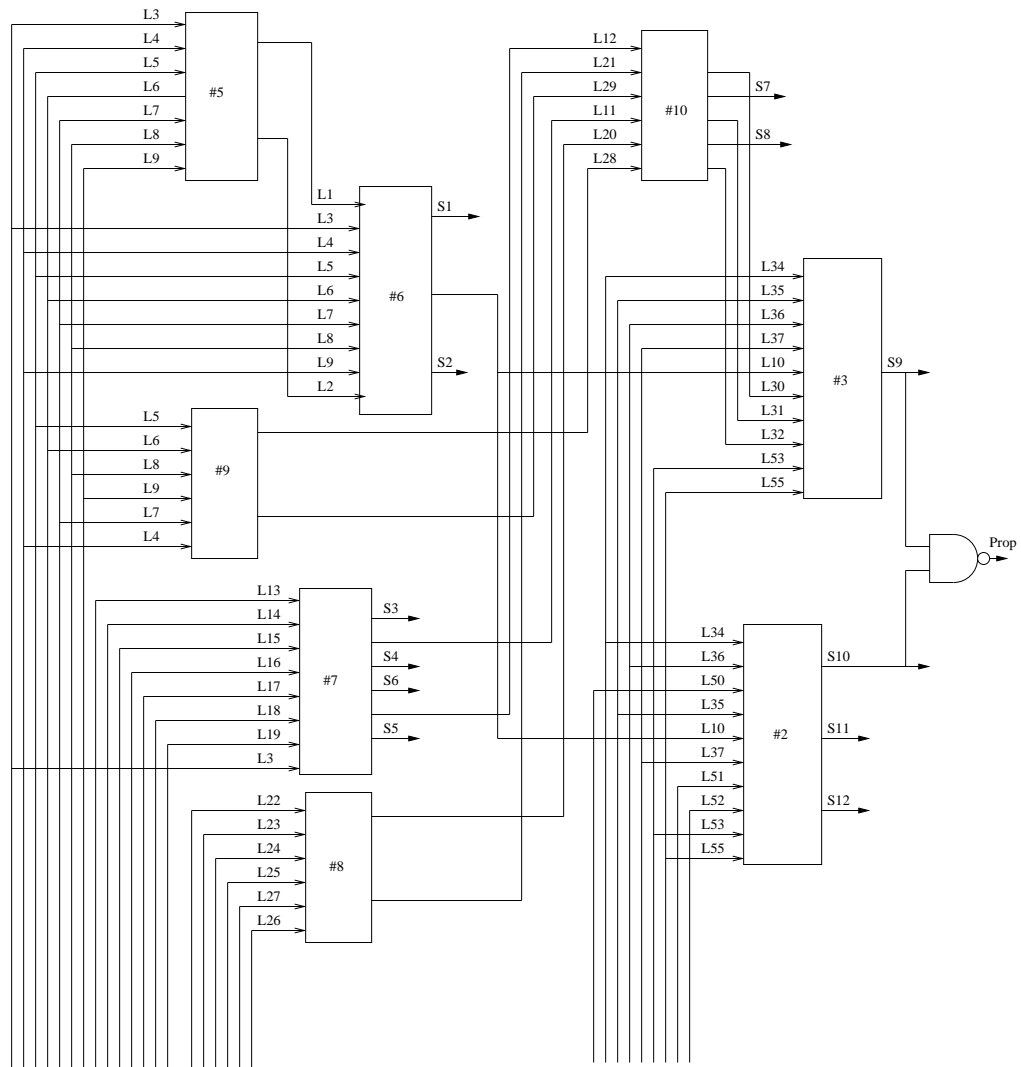 L3
L4
L5
L6
L7
L8
L9
#5
L1
L3
L4
L5
L6
L7
L8
L9
L2
#6
S1
S2
L5
L6
L8
L9
L7
L4
#9
L13
L14
L15
L16
L17
L18
L19
L3
#7
S3
S4
S6
S5
L22
L23
L24
L25
L27
L26
#8
L12
L21
L29
L11
L20
L28
#10
S7
S8
L34
L35
L36
L37
L10
L30
L31
L32
L53
L55
#3
S9
Prop
L34
L36
L50
L35
L10
L37
L51
L52
L53
L55
#2
S10
S11
S12